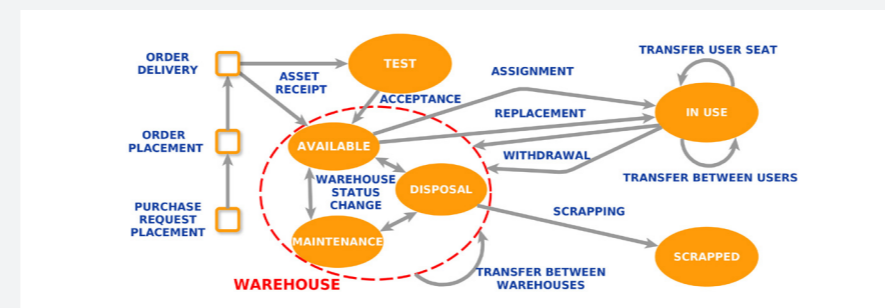 ORDER
DELIVERY
ASSET
RECEIPT
TEST
ACCEPTANCE
ASSIGNMENT
REPLACEMENT
TRANSFER USER SEAT
IN USE
ORDER
PLACEMENT
AVAILABLE
WITHDRAWAL
TRANSFER BETWEEN USERS
WAREHOUSE
STATUS
CHANGE
DISPOSAL
PURCHASE
REQUEST
PLACEMENT
SCRAPPING
MAINTENANCE
SCRAPPED
WAREHOUSE
TRANSFER BETWEEN
WAREHOUSES